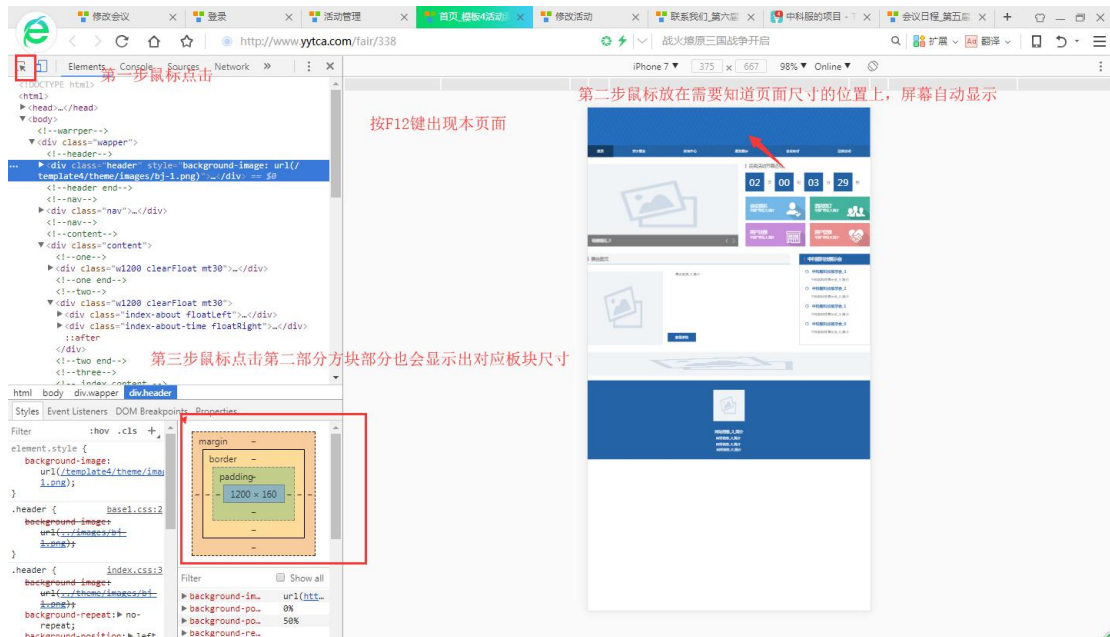 修改会议
登录
活动管理
首页_模板4活动
修改活动
联系我们_第六届
中科服的项目 - T
会议日程_第五届
http://www.yytca.com/fair/338
战火燎原三国战争开启
扩展
翻译
Elements Console Sources Network »
第一步鼠标点击
iPhone 7 ▼ 375 x 667 98% ▼ Online ▼
第二步鼠标放在需要知道页面尺寸的位置上，屏幕自动显示
按F12键出现本页面
<!DOCTYPE html>
<html>
▶<head>…</head>
▼<body>
<!--warrper-->
▼<div class="wapper">
<!--header-->
▶<div class="header" style="background-image: url(/
template4/theme/images/bj-1.png)">…</div> == $0
<!--header end-->
<!--nav-->
▶<div class="nav">…</div>
<!--nav-->
<!--content-->
▼<div class="content">
<!--one-->
▶<div class="w1200 clearFloat mt30">…</div>
<!--one end-->
<!--two-->
▼<div class="w1200 clearFloat mt30">
▶<div class="index-about floatLeft">…</div>
▶<div class="index-about-time floatRight">…</div>
::after
</div>
<!--two end-->
第三步鼠标点击第二部分方块部分也会显示出对应板块尺寸
<!--three-->
<!-- index content -->
02 00 03 29
html body div.wapper div.header
Styles Event Listeners DOM Breakpoints Properties
Filter :hov .cls +
element.style {
background-image:
url(/template4/theme/imag
1.png);
}
.header { base1.css:2
background-image:
url(../images/bj-
1.png);
}
.header { index.css:3
background-image:
url(../theme/images/bj-
1.png);
background-repeat:▶ no-
repeat;
background-position:▶ left
margin –
border –
padding-
1200 × 160
Filter Show all
▶background-im… url(htt…
▶background-po… 0%
▶background-po… 50%
▶background-re…